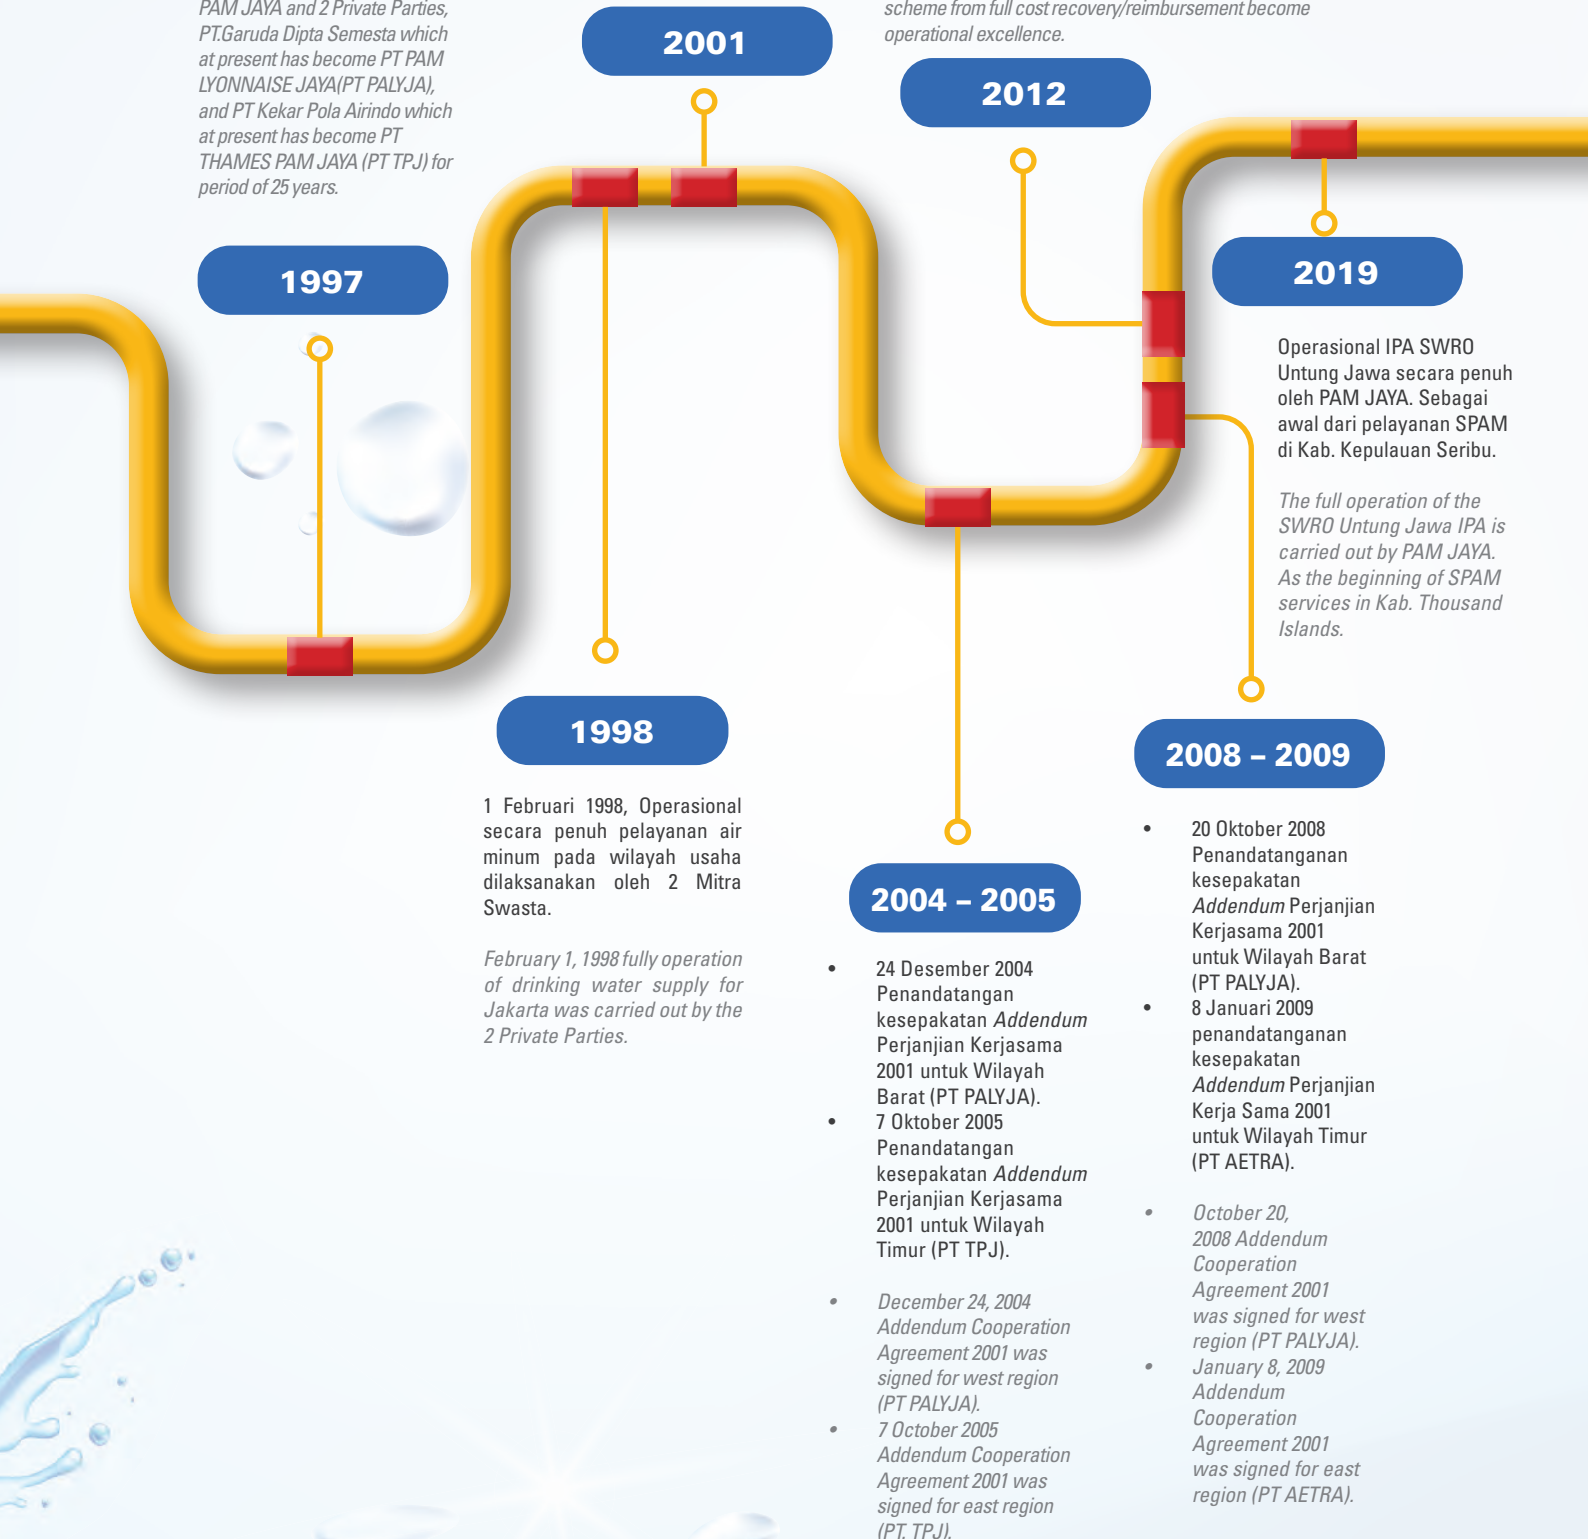 PAM JAYA and 2 Private Parties,
PT.Garuda Dipta Semesta which
at present has become PT PAM
LYONNAISE JAYA(PT PALYJA),
and PT Kekar Pola Airindo which
at present has become PT
THAMES PAM JAYA (PT TPJ) for
period of 25 years.
1997
2001
scheme from full cost recovery/reimbursement become
operational excellence.
2012
2019
Operasional IPA SWRO
Untung Jawa secara penuh
oleh PAM JAYA. Sebagai
awal dari pelayanan SPAM
di Kab. Kepulauan Seribu.
The full operation of the
SWRO Untung Jawa IPA is
carried out by PAM JAYA.
As the beginning of SPAM
services in Kab. Thousand
Islands.
1998
1 Februari 1998, Operasional
secara penuh pelayanan air
minum pada wilayah usaha
dilaksanakan oleh 2 Mitra
Swasta.
February 1, 1998 fully operation
of drinking water supply for
Jakarta was carried out by the
2 Private Parties.
2004 – 2005
• 24 Desember 2004
Penandatangan
kesepakatan Addendum
Perjanjian Kerjasama
2001 untuk Wilayah
Barat (PT PALYJA).
• 7 Oktober 2005
Penandatangan
kesepakatan Addendum
Perjanjian Kerjasama
2001 untuk Wilayah
Timur (PT TPJ).
• December 24, 2004
Addendum Cooperation
Agreement 2001 was
signed for west region
(PT PALYJA).
• 7 October 2005
Addendum Cooperation
Agreement 2001 was
signed for east region
(PT. TPJ).
2008 – 2009
• 20 Oktober 2008
Penandatanganan
kesepakatan
Addendum Perjanjian
Kerjasama 2001
untuk Wilayah Barat
(PT PALYJA).
• 8 Januari 2009
penandatanganan
kesepakatan
Addendum Perjanjian
Kerja Sama 2001
untuk Wilayah Timur
(PT AETRA).
• October 20,
2008 Addendum
Cooperation
Agreement 2001
was signed for west
region (PT PALYJA).
• January 8, 2009
Addendum
Cooperation
Agreement 2001
was signed for east
region (PT AETRA).